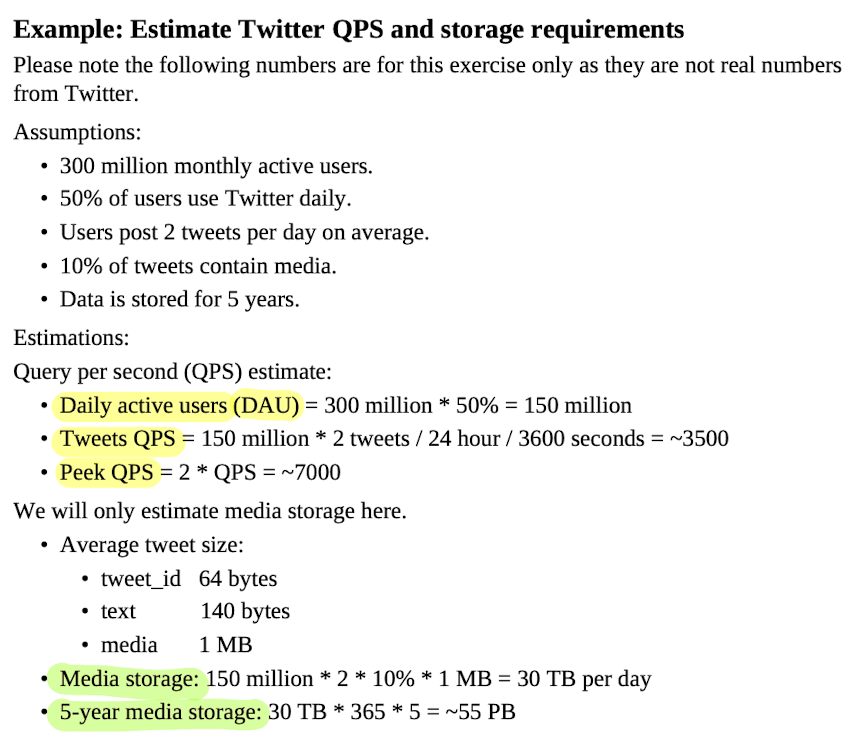 Example: Estimate Twitter QPS and storage requirements
Please note the following numbers are for this exercise only as they are not real numbers
from Twitter.
Assumptions:
• 300 million monthly active users.
• 50% of users use Twitter daily.
• Users post 2 tweets per day on average.
• 10% of tweets contain media.
• Data is stored for 5 years.
Estimations:
Query per second (QPS) estimate:
• Daily active users (DAU) = 300 million * 50% = 150 million
• Tweets QPS = 150 million * 2 tweets / 24 hour / 3600 seconds = ~3500
• Peek QPS = 2 * QPS = ~7000
We will only estimate media storage here.
• Average tweet size:
• tweet_id 64 bytes
• text 140 bytes
• media 1 MB
• Media storage: 150 million * 2 * 10% * 1 MB = 30 TB per day
• 5-year media storage: 30 TB * 365 * 5 = ~55 PB